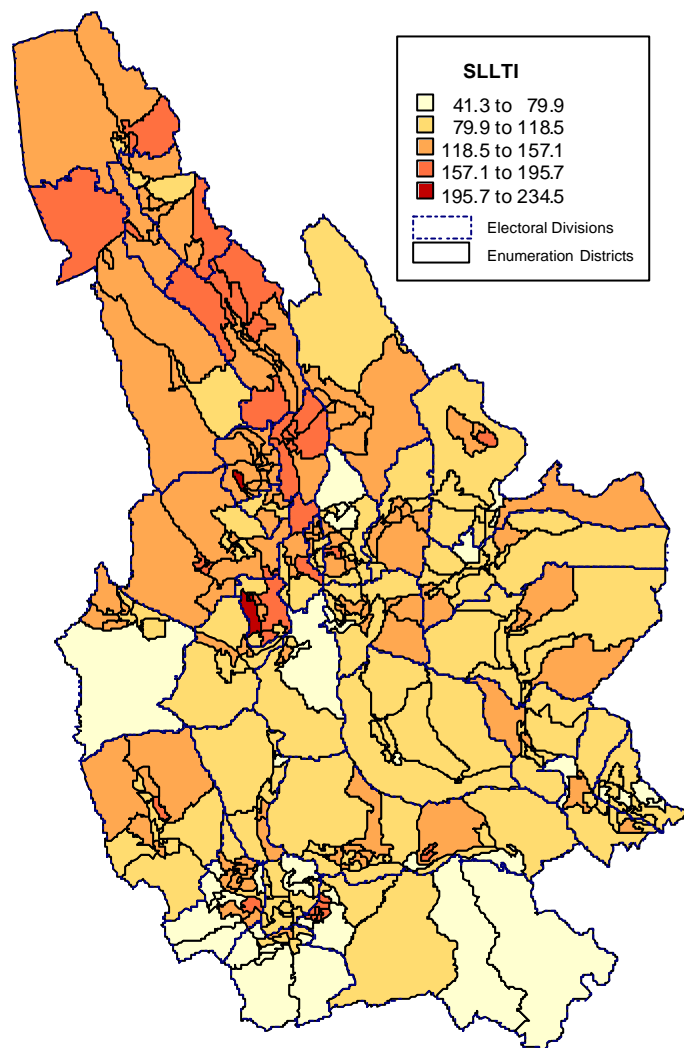 SLLTI
41.3 to 79.9
79.9 to 118.5
118.5 to 157.1
157.1 to 195.7
195.7 to 234.5
Electoral Divisions
Enumeration Districts